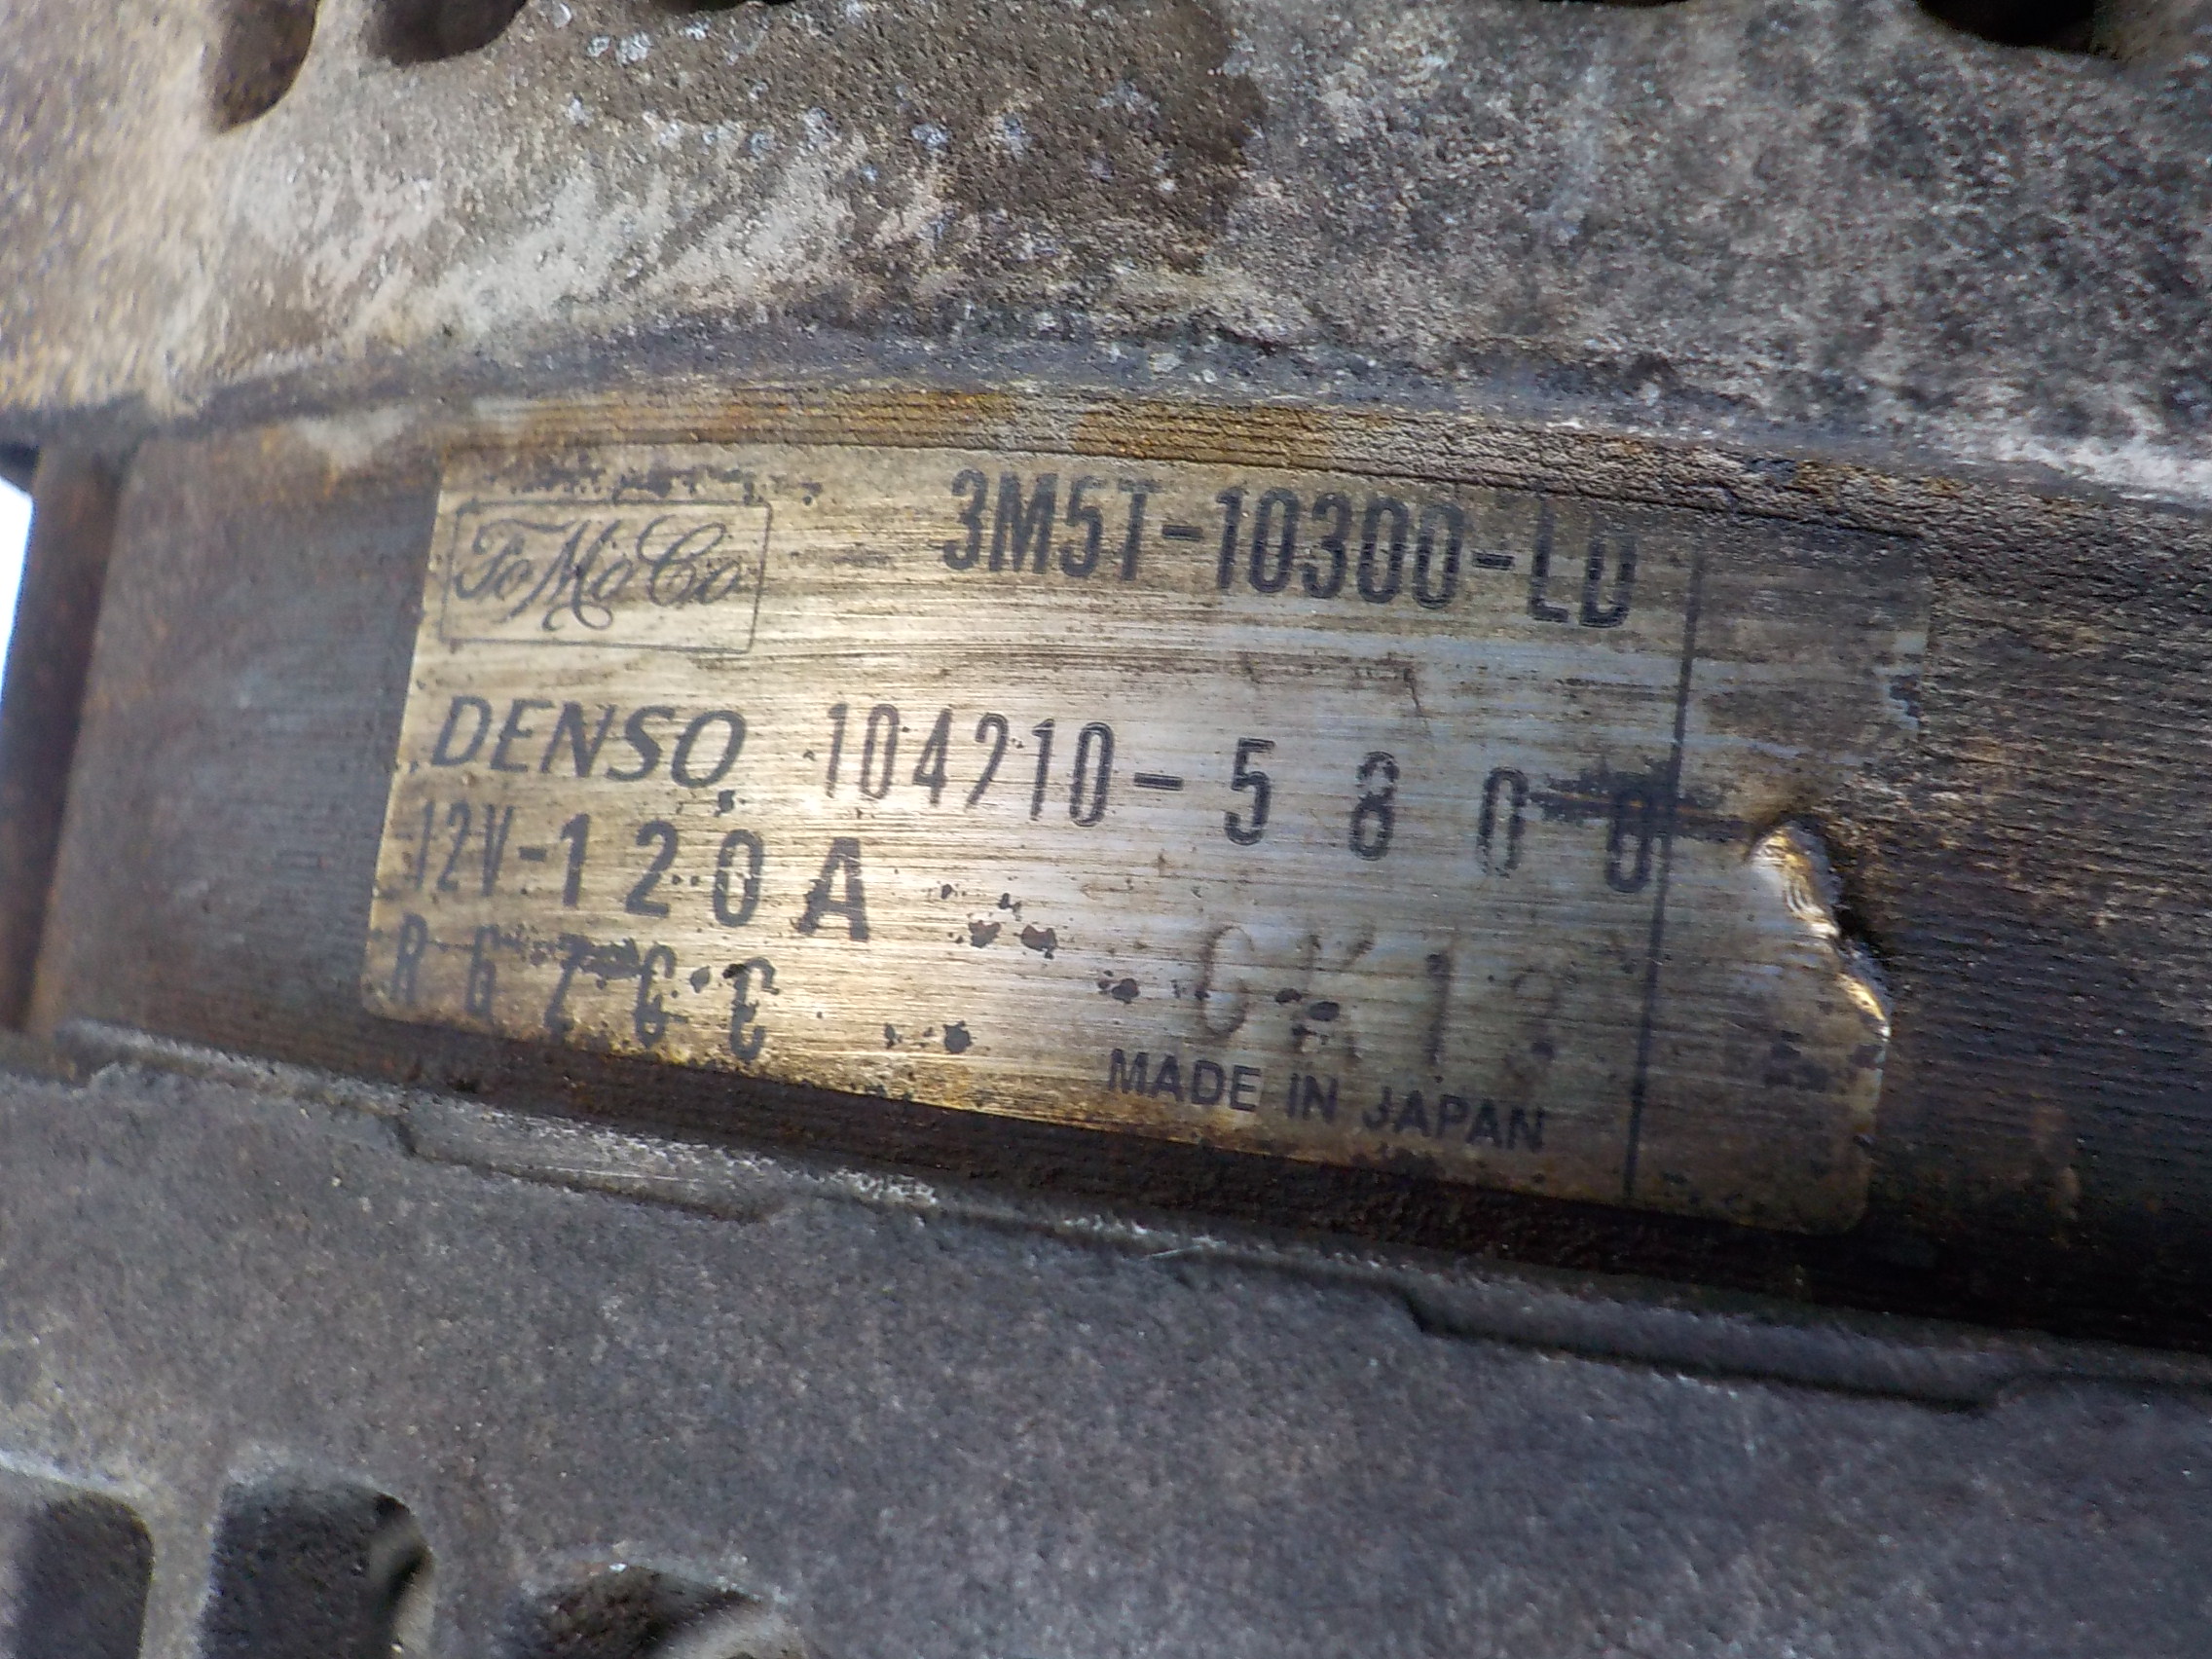 FoMoCo 3M5T-10300-LD
DENSO 104210-5800
12V-120A
MADE IN JAPAN